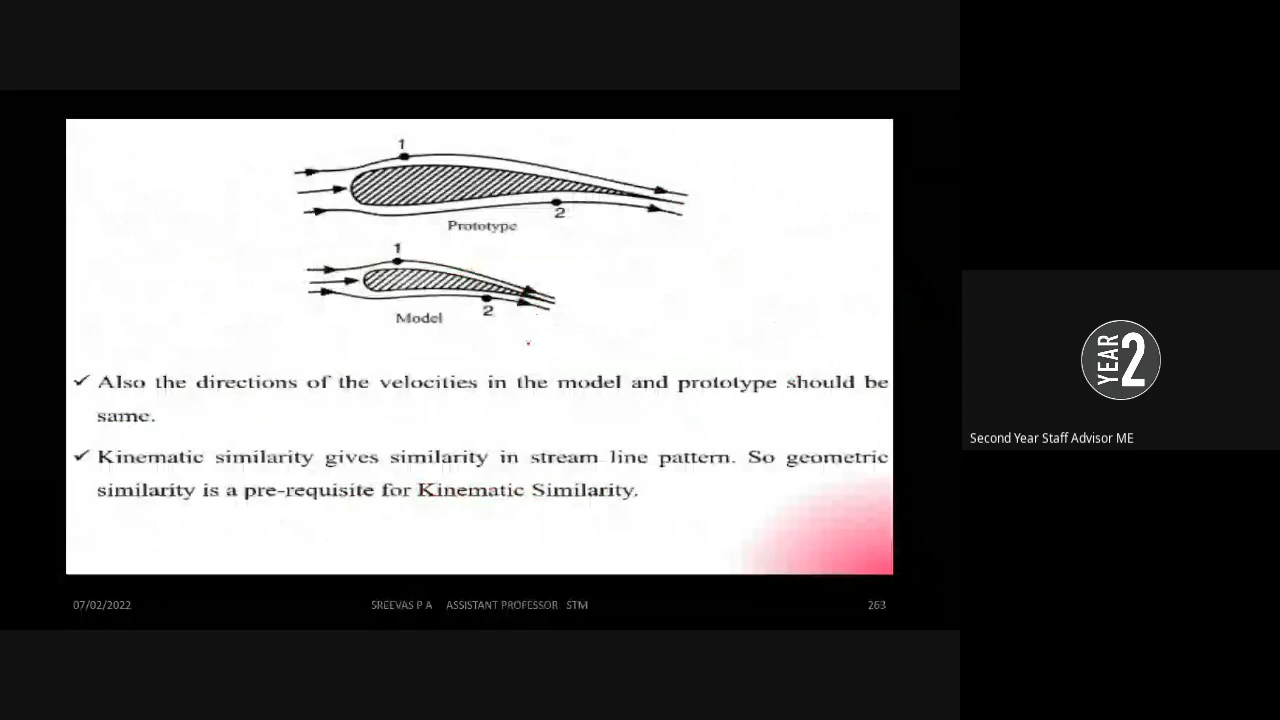 1
2
Prototype
1
2
Model
✓ Also the directions of the velocities in the model and prototype should be
same.
✓ Kinematic similarity gives similarity in stream line pattern. So geometric
similarity is a pre-requisite for Kinematic Similarity.
07/02/2022 SREEVAS P A ASSISTANT PROFESSOR STM 263
YEAR 2
Second Year Staff Advisor ME